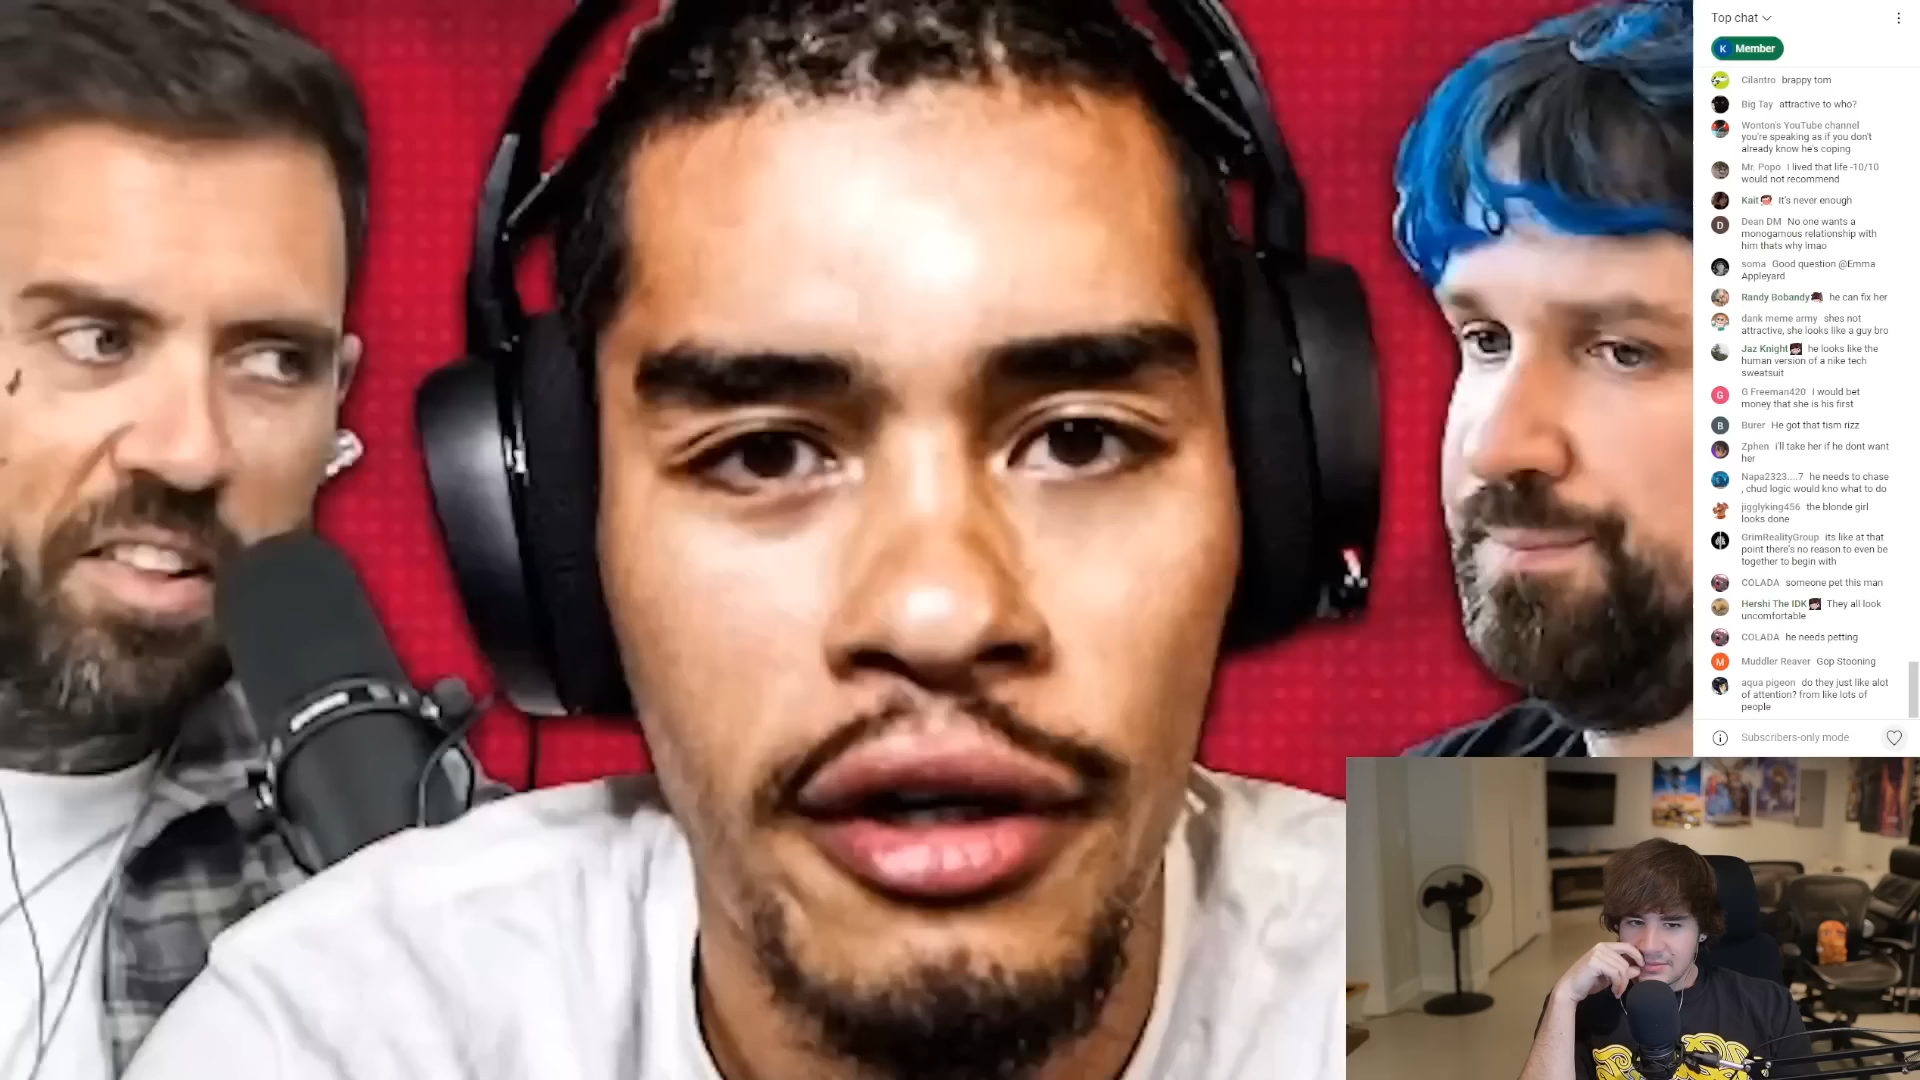 Top chat
K Member
Cilantro brappy tom
Big Tay attractive to who?
Wonton's YouTube channel
you're speaking as if you don't
already know he's coping
Mr. Popo I lived that life -10/10
would not recommend
Kait It's never enough
D Dean DM No one wants a
monogamous relationship with
him thats why lmao
soma Good question @Emma
Appleyard
Randy Bobandy he can fix her
dank meme army shes not
attractive, she looks like a guy bro
Jaz Knight he looks like the
human version of a nike tech
sweatsuit
G G Freeman420 I would bet
money that she is his first
B Burer He got that tism rizz
Zphen i'll take her if he dont want
her
Napa2323....7 he needs to chase
, chud logic would kno what to do
jigglyking456 the blonde girl
looks done
GrimRealityGroup its like at that
point there's no reason to even be
together to begin with
COLADA someone pet this man
Hershi The IDK They all look
uncomfortable
COLADA he needs petting
M Muddler Reaver Gop Stooning
aqua pigeon do they just like alot
of attention? from like lots of
people
Subscribers-only mode